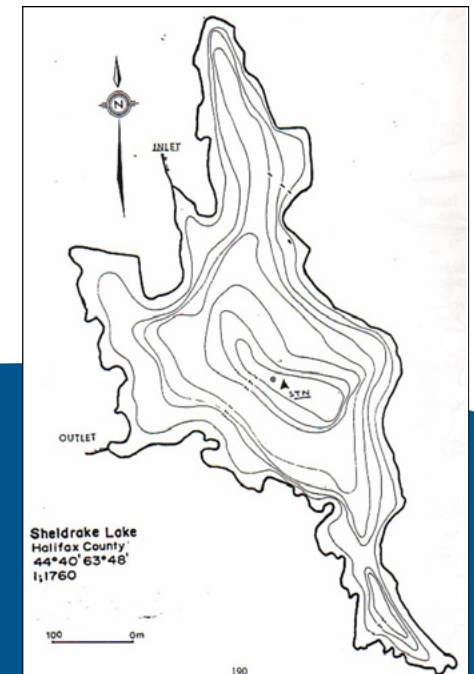 N
INLET
STN
OUTLET
Sheldrake Lake
Halifax County
44°40' 63°48'
1;1760
100 0m
190